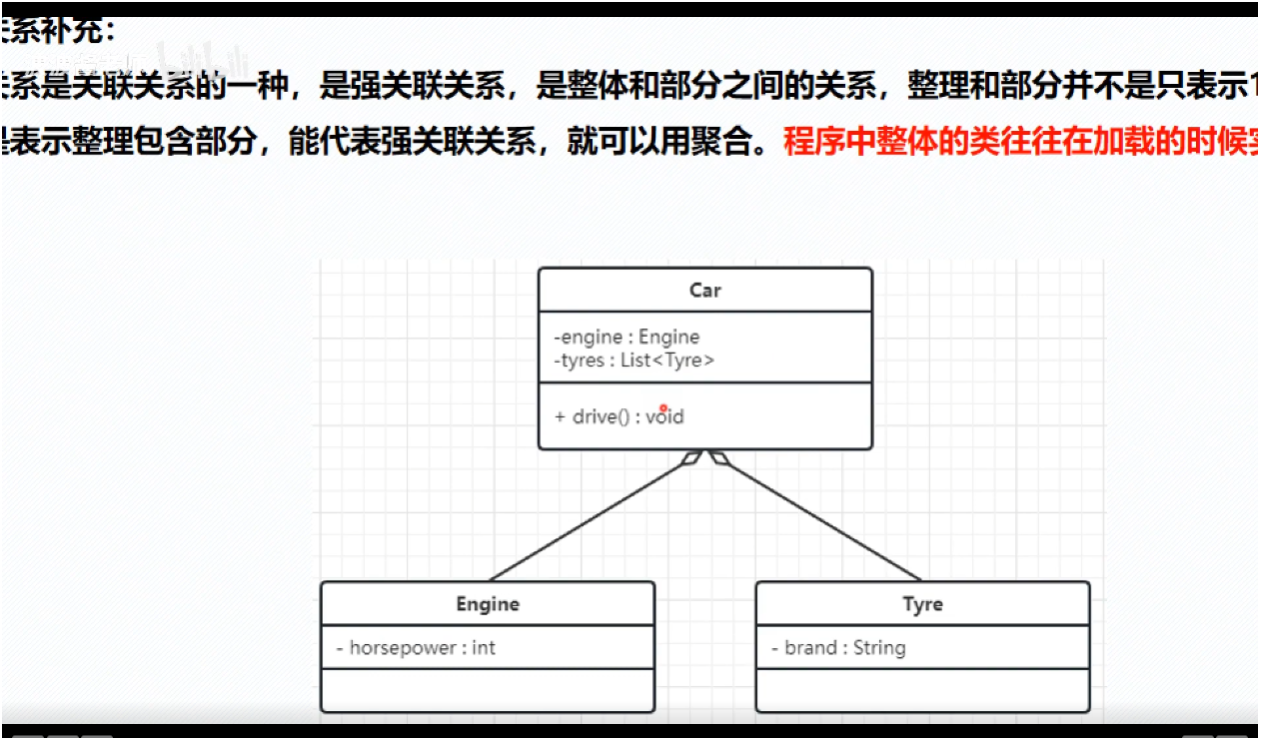 关系补充：
关系是关联关系的一种，是强关联关系，是整体和部分之间的关系，整理和部分并不是只表示1
是表示整理包含部分，能代表强关联关系，就可以用聚合。程序中整体的类往往在加载的时候实
bilibili
Car
-engine : Engine
-tyres : List<Tyre>
+ drive() : void
Engine
- horsepower : int
Tyre
- brand : String